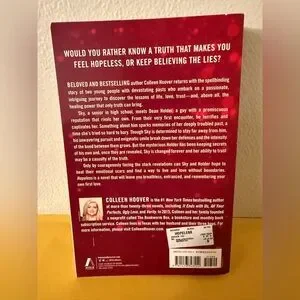 WOULD YOU RATHER KNOW A TRUTH THAT MAKES YOU
FEEL HOPELESS, OR KEEP BELIEVING THE LIES?
BELOVED AND BESTSELLING author Colleen Hoover returns with the spellbinding
story of two young people with devastating pasts who embark on a passionate,
intriguing journey to discover the lessons of life, love, trust—and, above all, the
healing power that only truth can bring.
Sky, a senior in high school, meets Dean Holder, a guy with a promiscuous
reputation that rivals her own. From their very first encounter, he terrifies and
captivates her. Something about him sparks memories of her deeply troubled past, a
time she's tried so hard to bury. Though Sky is determined to stay far away from him,
his unwavering pursuit and enigmatic smile break down her defenses and the intensity
of the bond between them grows. But the mysterious Holder has been keeping secrets
of his own and, once they are revealed, Sky is changed forever and her ability to trust
may be a casualty of the truth.
Only by courageously facing the stark revelations can Sky and Holder hope to
heal their emotional scars and find a way to live and love without boundaries.
Hopeless is a novel that will leave you breathless, entranced, and remembering your
own first love.
COLLEEN HOOVER is the #1 New York Times bestselling author
of more than twenty-three novels, including It Ends with Us, All Your
Perfects, Ugly Love, and Verity. In 2015, Colleen and her family founded
a nonprofit called The Bookworm Box, a bookstore and monthly book
subscription service. Colleen lives in Texas with her husband and their three boys. For
more information, please visit ColleenHoover.com.
HOPELESS
ATRIA